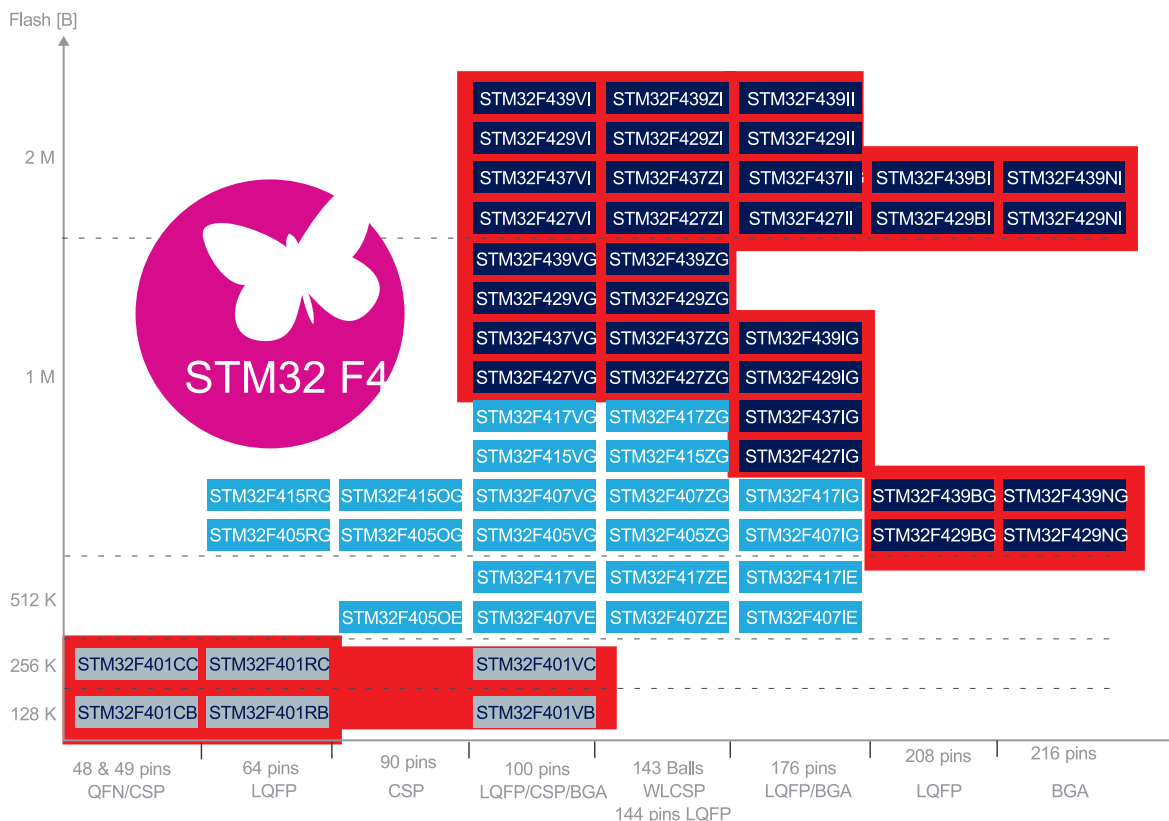 Flash [B]
STM32F439VI STM32F439ZI STM32F439II
STM32F429VI STM32F429ZI STM32F429II
2 M
STM32F437VI STM32F437ZI STM32F437II STM32F439BI STM32F439NI
STM32F427VI STM32F427ZI STM32F427II STM32F429BI STM32F429NI
STM32F439VG STM32F439ZG
STM32F429VG STM32F429ZG
STM32F437VG STM32F437ZG STM32F439IG
STM32 F4
1 M
STM32F427VG STM32F427ZG STM32F429IG
STM32F417VG STM32F417ZG STM32F437IG
STM32F415VG STM32F415ZG STM32F427IG
STM32F415RG STM32F415OG STM32F407VG STM32F407ZG STM32F417IG STM32F439BG STM32F439NG
STM32F405RG STM32F405OG STM32F405VG STM32F405ZG STM32F407IG STM32F429BG STM32F429NG
STM32F417VE STM32F417ZE STM32F417IE
512 K
STM32F405OE STM32F407VE STM32F407ZE STM32F407IE
256 K STM32F401CC STM32F401RC STM32F401VC
128 K STM32F401CB STM32F401RB STM32F401VB
48 & 49 pins 64 pins 90 pins 100 pins 143 Balls 176 pins 208 pins 216 pins
QFN/CSP LQFP CSP LQFP/CSP/BGA WLCSP LQFP/BGA LQFP BGA
144 pins LQFP